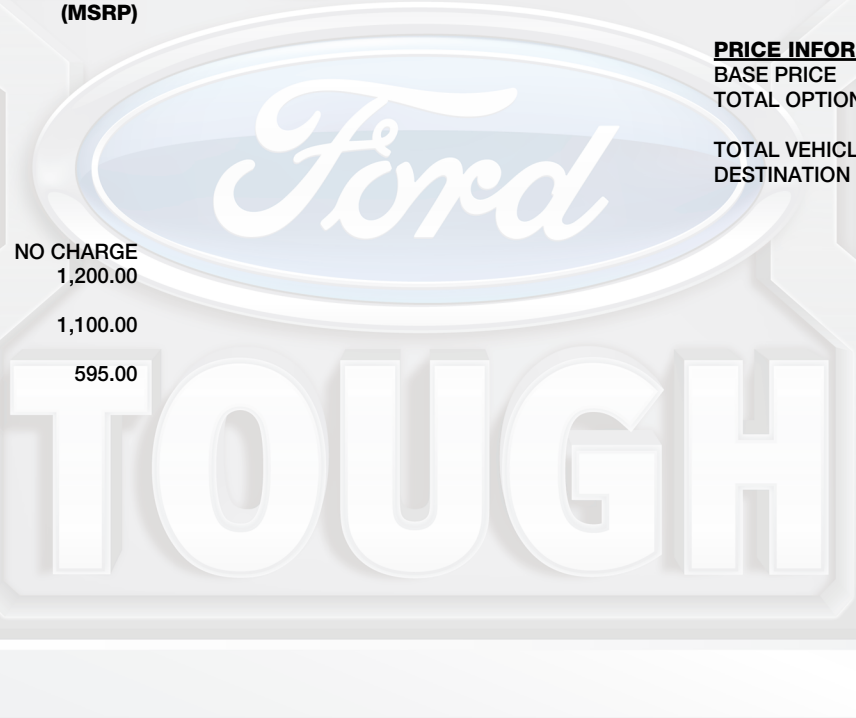 (MSRP)
PRICE INFOR
BASE PRICE
TOTAL OPTION
TOTAL VEHICL
DESTINATION
Ford
NO CHARGE
1,200.00
1,100.00
595.00
TOUGH